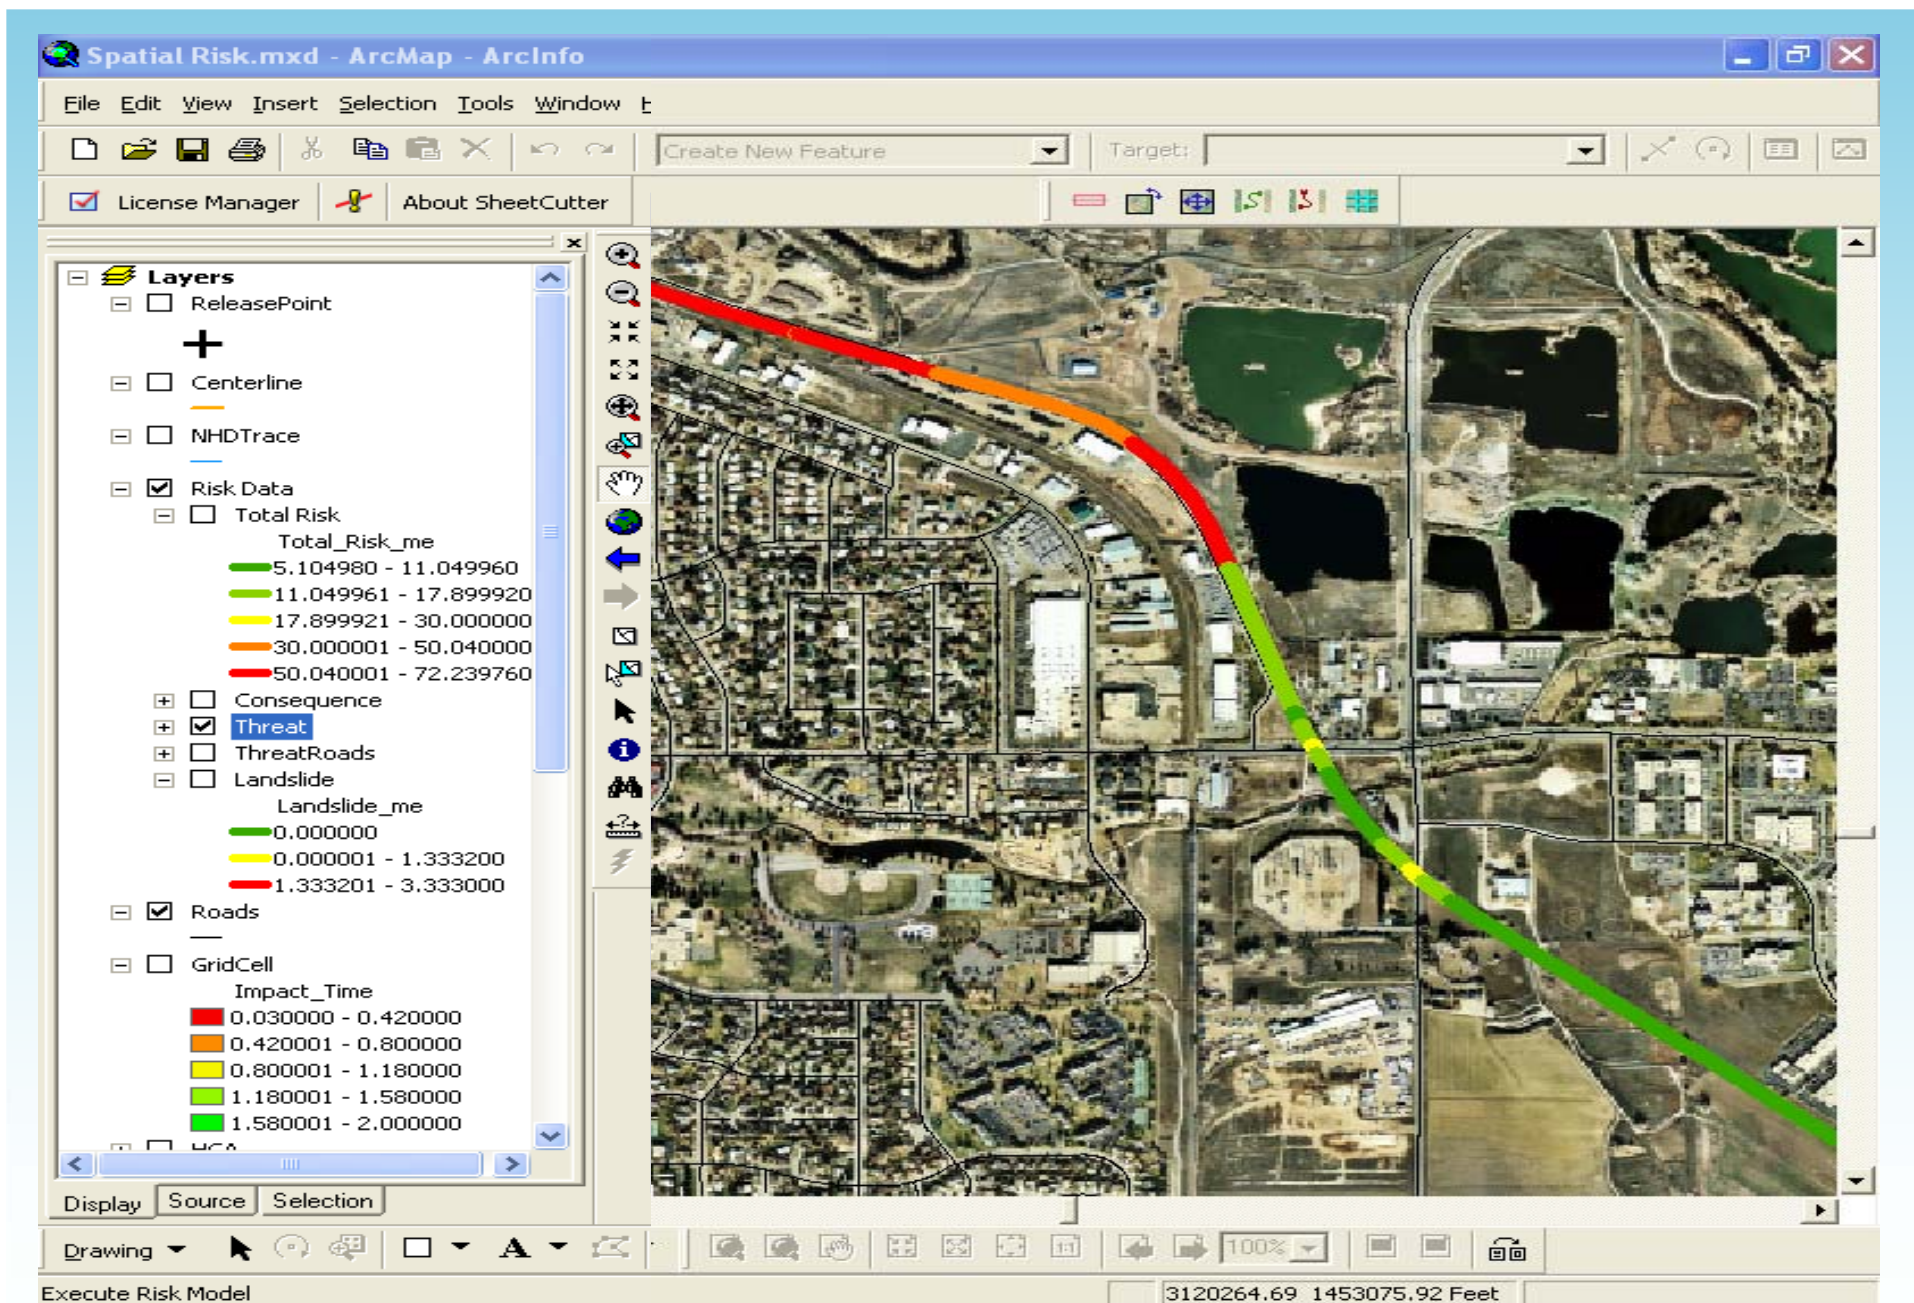 Spatial Risk.mxd - ArcMap - ArcInfo
File Edit View Insert Selection Tools Window H
Create New Feature Target:
License Manager About SheetCutter
Layers
ReleasePoint
Centerline
NHDTrace
Risk Data
Total Risk
Total_Risk_me
5.104980 - 11.049960
11.049961 - 17.899920
17.899921 - 30.000000
30.000001 - 50.040000
50.040001 - 72.239760
Consequence
Threat
ThreatRoads
Landslide
Landslide_me
0.000000
0.000001 - 1.333200
1.333201 - 3.333000
Roads
GridCell
Impact_Time
0.030000 - 0.420000
0.420001 - 0.800000
0.800001 - 1.180000
1.180001 - 1.580000
1.580001 - 2.000000
HCA
Display Source Selection
Drawing A 1:1 100%
Execute Risk Model 3120264.69 1453075.92 Feet